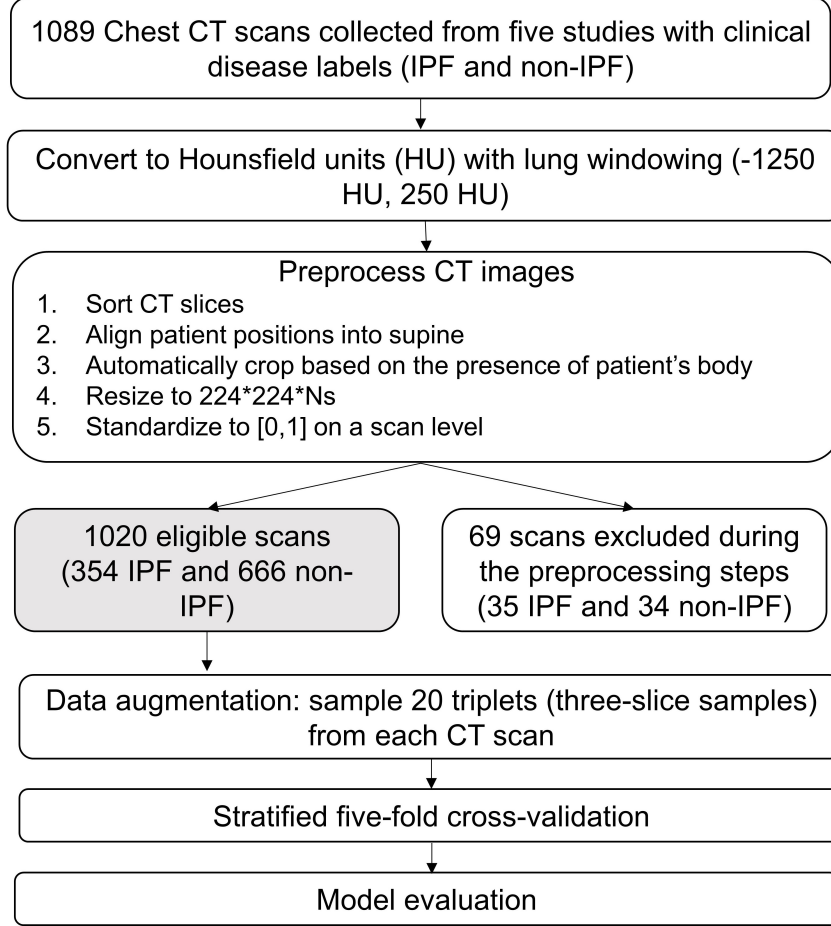 1089 Chest CT scans collected from five studies with clinical
disease labels (IPF and non-IPF)
Convert to Hounsfield units (HU) with lung windowing (-1250
HU, 250 HU)
Preprocess CT images
1. Sort CT slices
2. Align patient positions into supine
3. Automatically crop based on the presence of patient's body
4. Resize to 224*224*Ns
5. Standardize to [0,1] on a scan level
1020 eligible scans
(354 IPF and 666 non-
IPF)
69 scans excluded during
the preprocessing steps
(35 IPF and 34 non-IPF)
Data augmentation: sample 20 triplets (three-slice samples)
from each CT scan
Stratified five-fold cross-validation
Model evaluation